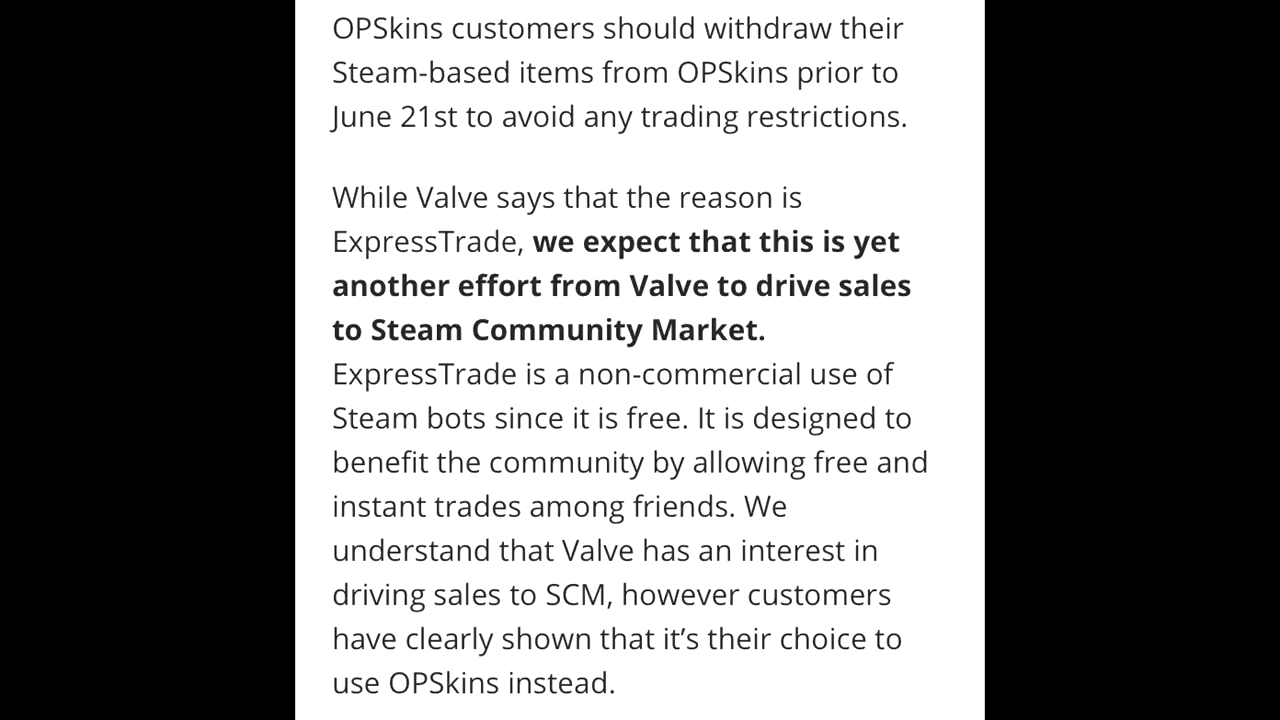 OPSkins customers should withdraw their
Steam-based items from OPSkins prior to
June 21st to avoid any trading restrictions.
While Valve says that the reason is
ExpressTrade, we expect that this is yet
another effort from Valve to drive sales
to Steam Community Market.
ExpressTrade is a non-commercial use of
Steam bots since it is free. It is designed to
benefit the community by allowing free and
instant trades among friends. We
understand that Valve has an interest in
driving sales to SCM, however customers
have clearly shown that it’s their choice to
use OPSkins instead.